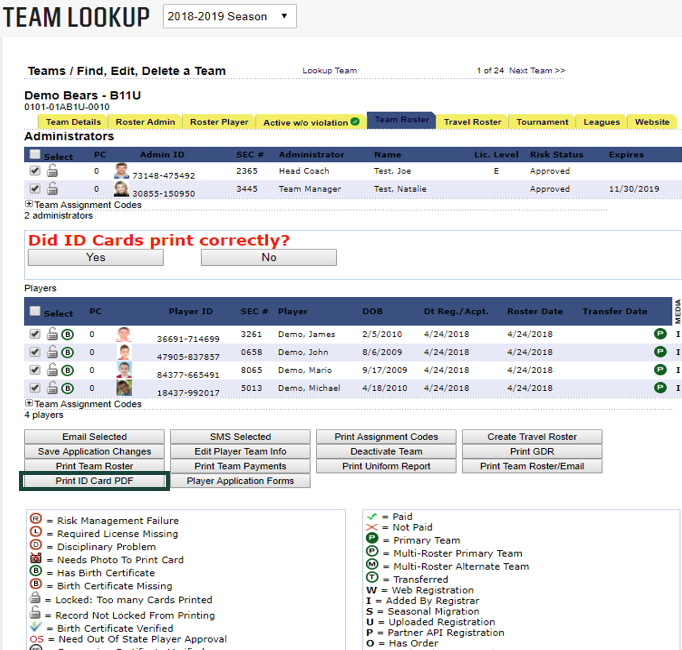 TEAM LOOKUP 2018-2019 Season
Teams / Find, Edit, Delete a Team Lookup Team 1 of 24 Next Team >>
Demo Bears - B11U
0101-01AB1U-0010
Team Details Roster Admin Roster Player Active w/o violation Team Roster Travel Roster Tournament Leagues Website
Administrators
Select PC Admin ID SEC # Administrator Name Lic. Level Risk Status Expires
0 73148-475492 2365 Head Coach Test, Joe E Approved
0 30855-150950 3445 Team Manager Test, Natalie Approved 11/30/2019
Team Assignment Codes
2 administrators
Did ID Cards print correctly?
Yes No
Players
Select PC Player ID SEC # Player DOB Dt Reg./Acpt. Roster Date Transfer Date MEDIA
B 0 36691-714699 3261 Demo, James 2/5/2010 4/24/2018 4/24/2018 P I
B 0 47905-837857 0658 Demo, John 8/6/2009 4/24/2018 4/24/2018 P I
B 0 84377-665491 8065 Demo, Mario 9/17/2009 4/24/2018 4/24/2018 P I
B 0 18437-992017 5013 Demo, Michael 4/18/2010 4/24/2018 4/24/2018 P I
Team Assignment Codes
4 players
Email Selected SMS Selected Print Assignment Codes Create Travel Roster
Save Application Changes Edit Player Team Info Deactivate Team Print GDR
Print Team Roster Print Team Payments Print Uniform Report Print Team Roster/Email
Print ID Card PDF Player Application Forms
R = Risk Management Failure
L = Required License Missing
D = Disciplinary Problem
= Needs Photo To Print Card
B = Has Birth Certificate
B = Birth Certificate Missing
= Locked: Too many Cards Printed
= Record Not Locked From Printing
= Birth Certificate Verified
OS = Need Out Of State Player Approval
= Paid
= Not Paid
P = Primary Team
P = Multi-Roster Primary Team
M = Multi-Roster Alternate Team
T = Transferred
W = Web Registration
I = Added By Registrar
S = Seasonal Migration
U = Uploaded Registration
P = Partner API Registration
O = Has Order